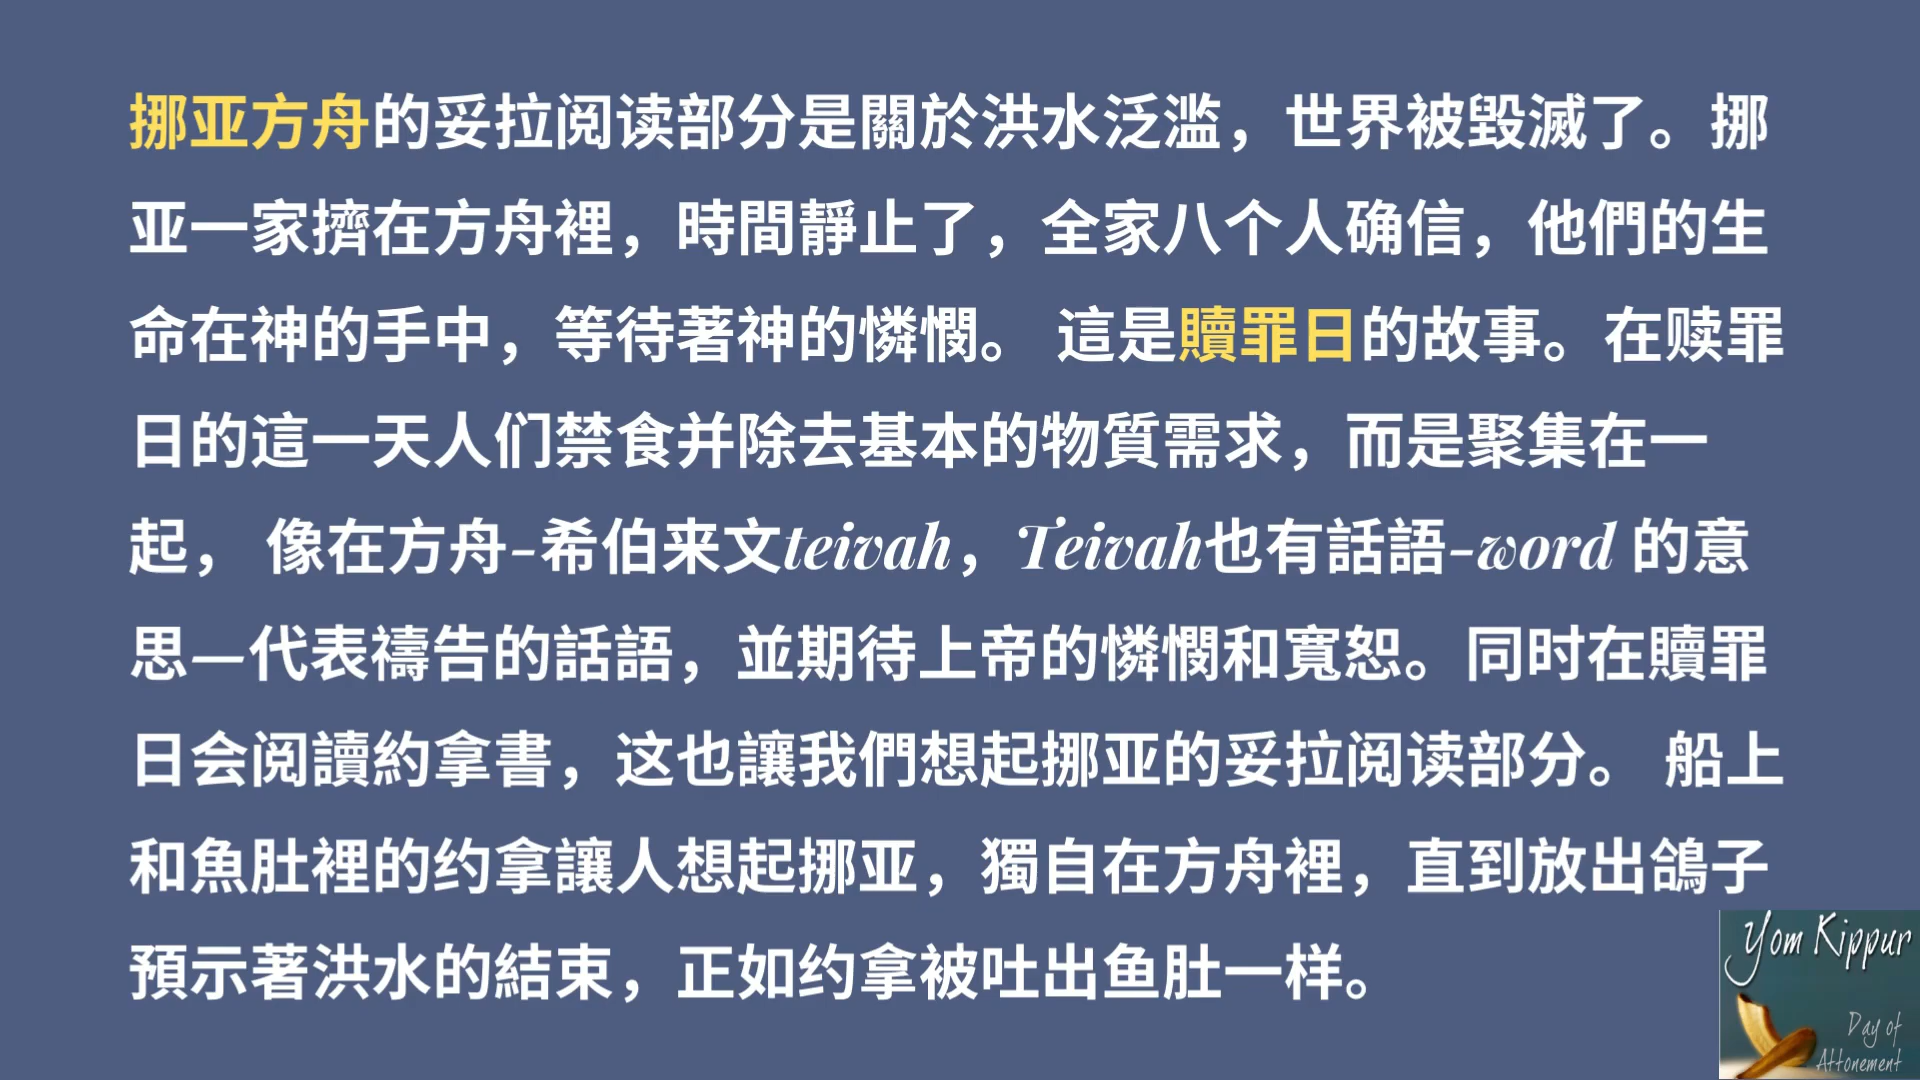 挪亚方舟的妥拉阅读部分是關於洪水泛滥，世界被毀滅了。挪
亚一家擠在方舟裡，時間靜止了，全家八个人确信，他們的生
命在神的手中，等待著神的憐憫。 這是贖罪日的故事。在赎罪
日的這一天人们禁食并除去基本的物質需求，而是聚集在一
起， 像在方舟-希伯来文teivah，Teivah也有話語-word 的意
思—代表禱告的話語，並期待上帝的憐憫和寬恕。同时在贖罪
日会阅讀約拿書，这也讓我們想起挪亚的妥拉阅读部分。 船上
和魚肚裡的约拿讓人想起挪亚，獨自在方舟裡，直到放出鴿子
預示著洪水的結束，正如约拿被吐出鱼肚一样。
Yom Kippur
Day of
Attonement